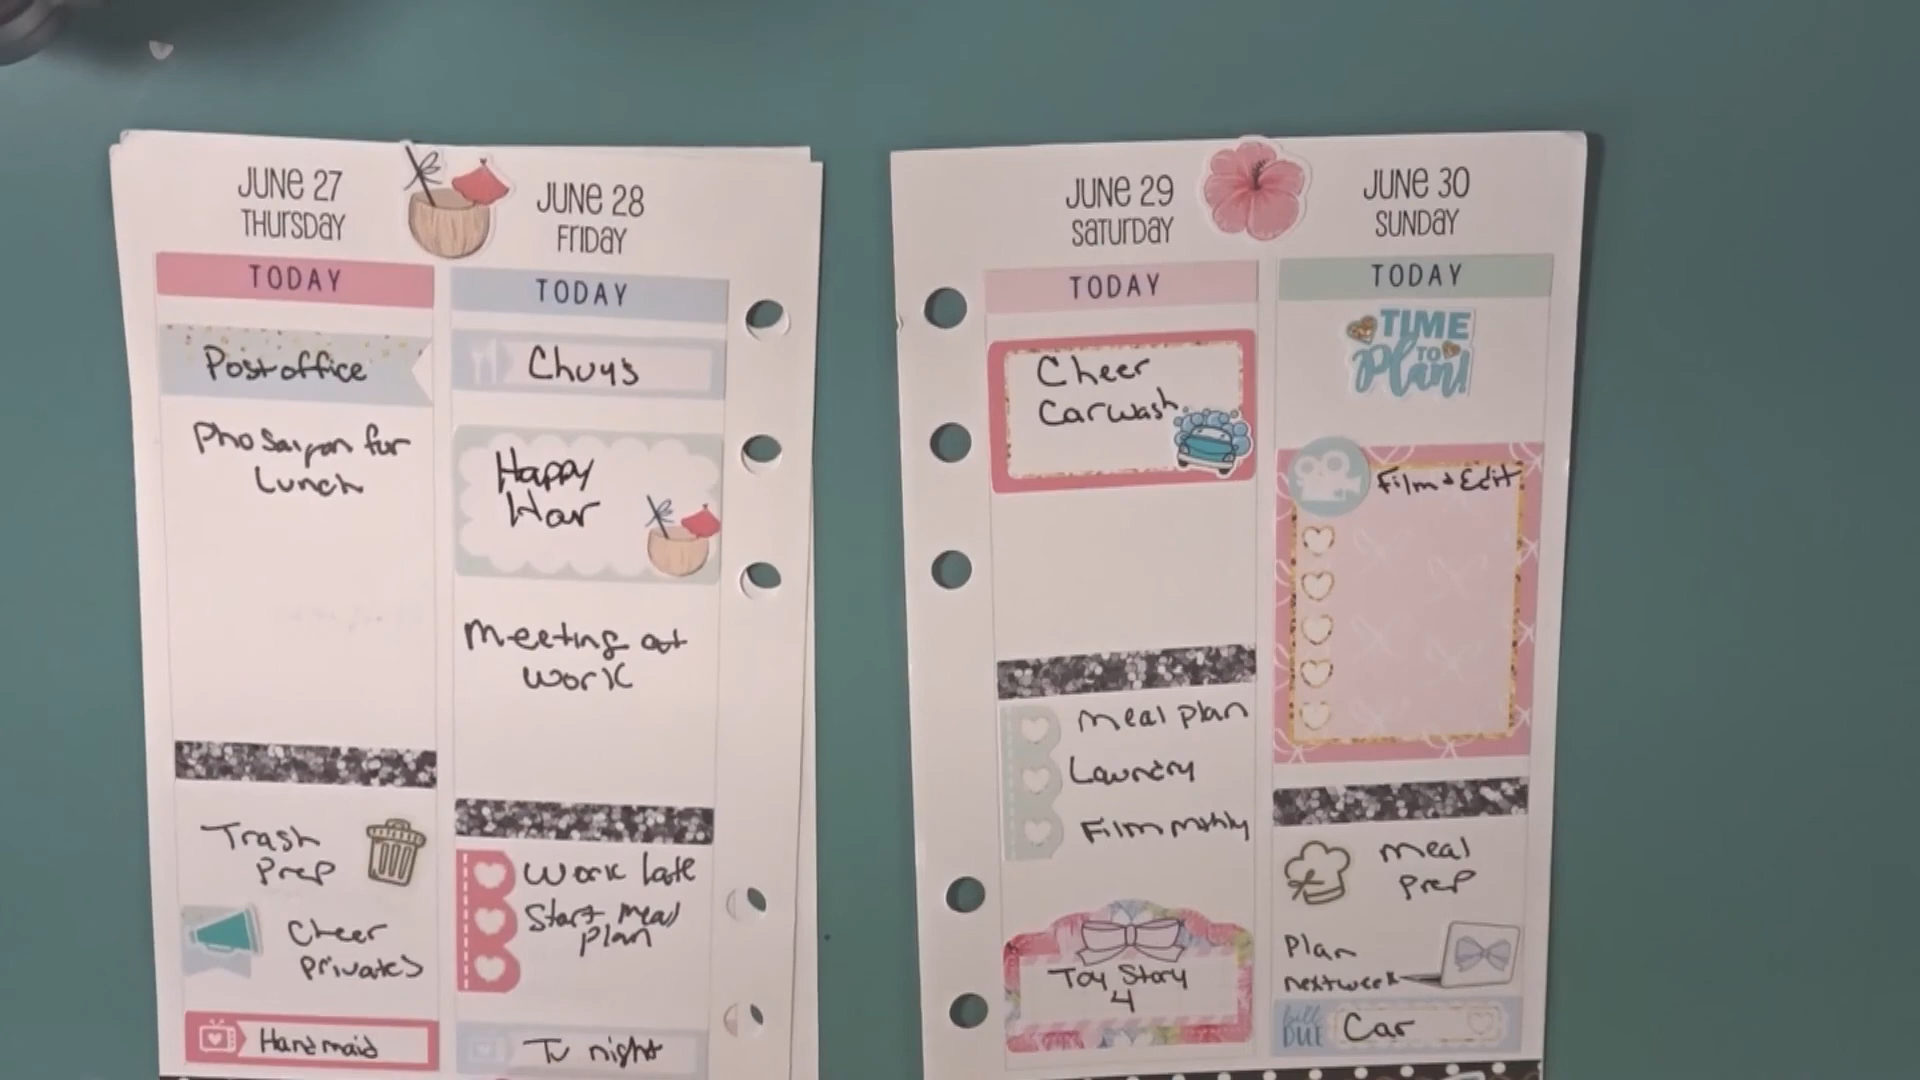 JUNE 27
THURSDAY
TODAY
Post office
Pho Saigon for
Lunch
Trash
Prep
Cheer
privates
Handmaid
JUNE 28
FRIDAY
TODAY
Chuys
Happy
Hour
Meeting at
work
Work late
Start meal
plan
Tv night
JUNE 29
SATURDAY
TODAY
Cheer
Carwash
meal plan
Laundry
Film mthly
Toy Story
4
JUNE 30
SUNDAY
TODAY
TIME
TO
Plan!
Film + Edit
meal
prep
Plan
next week
bill
DUE
Car